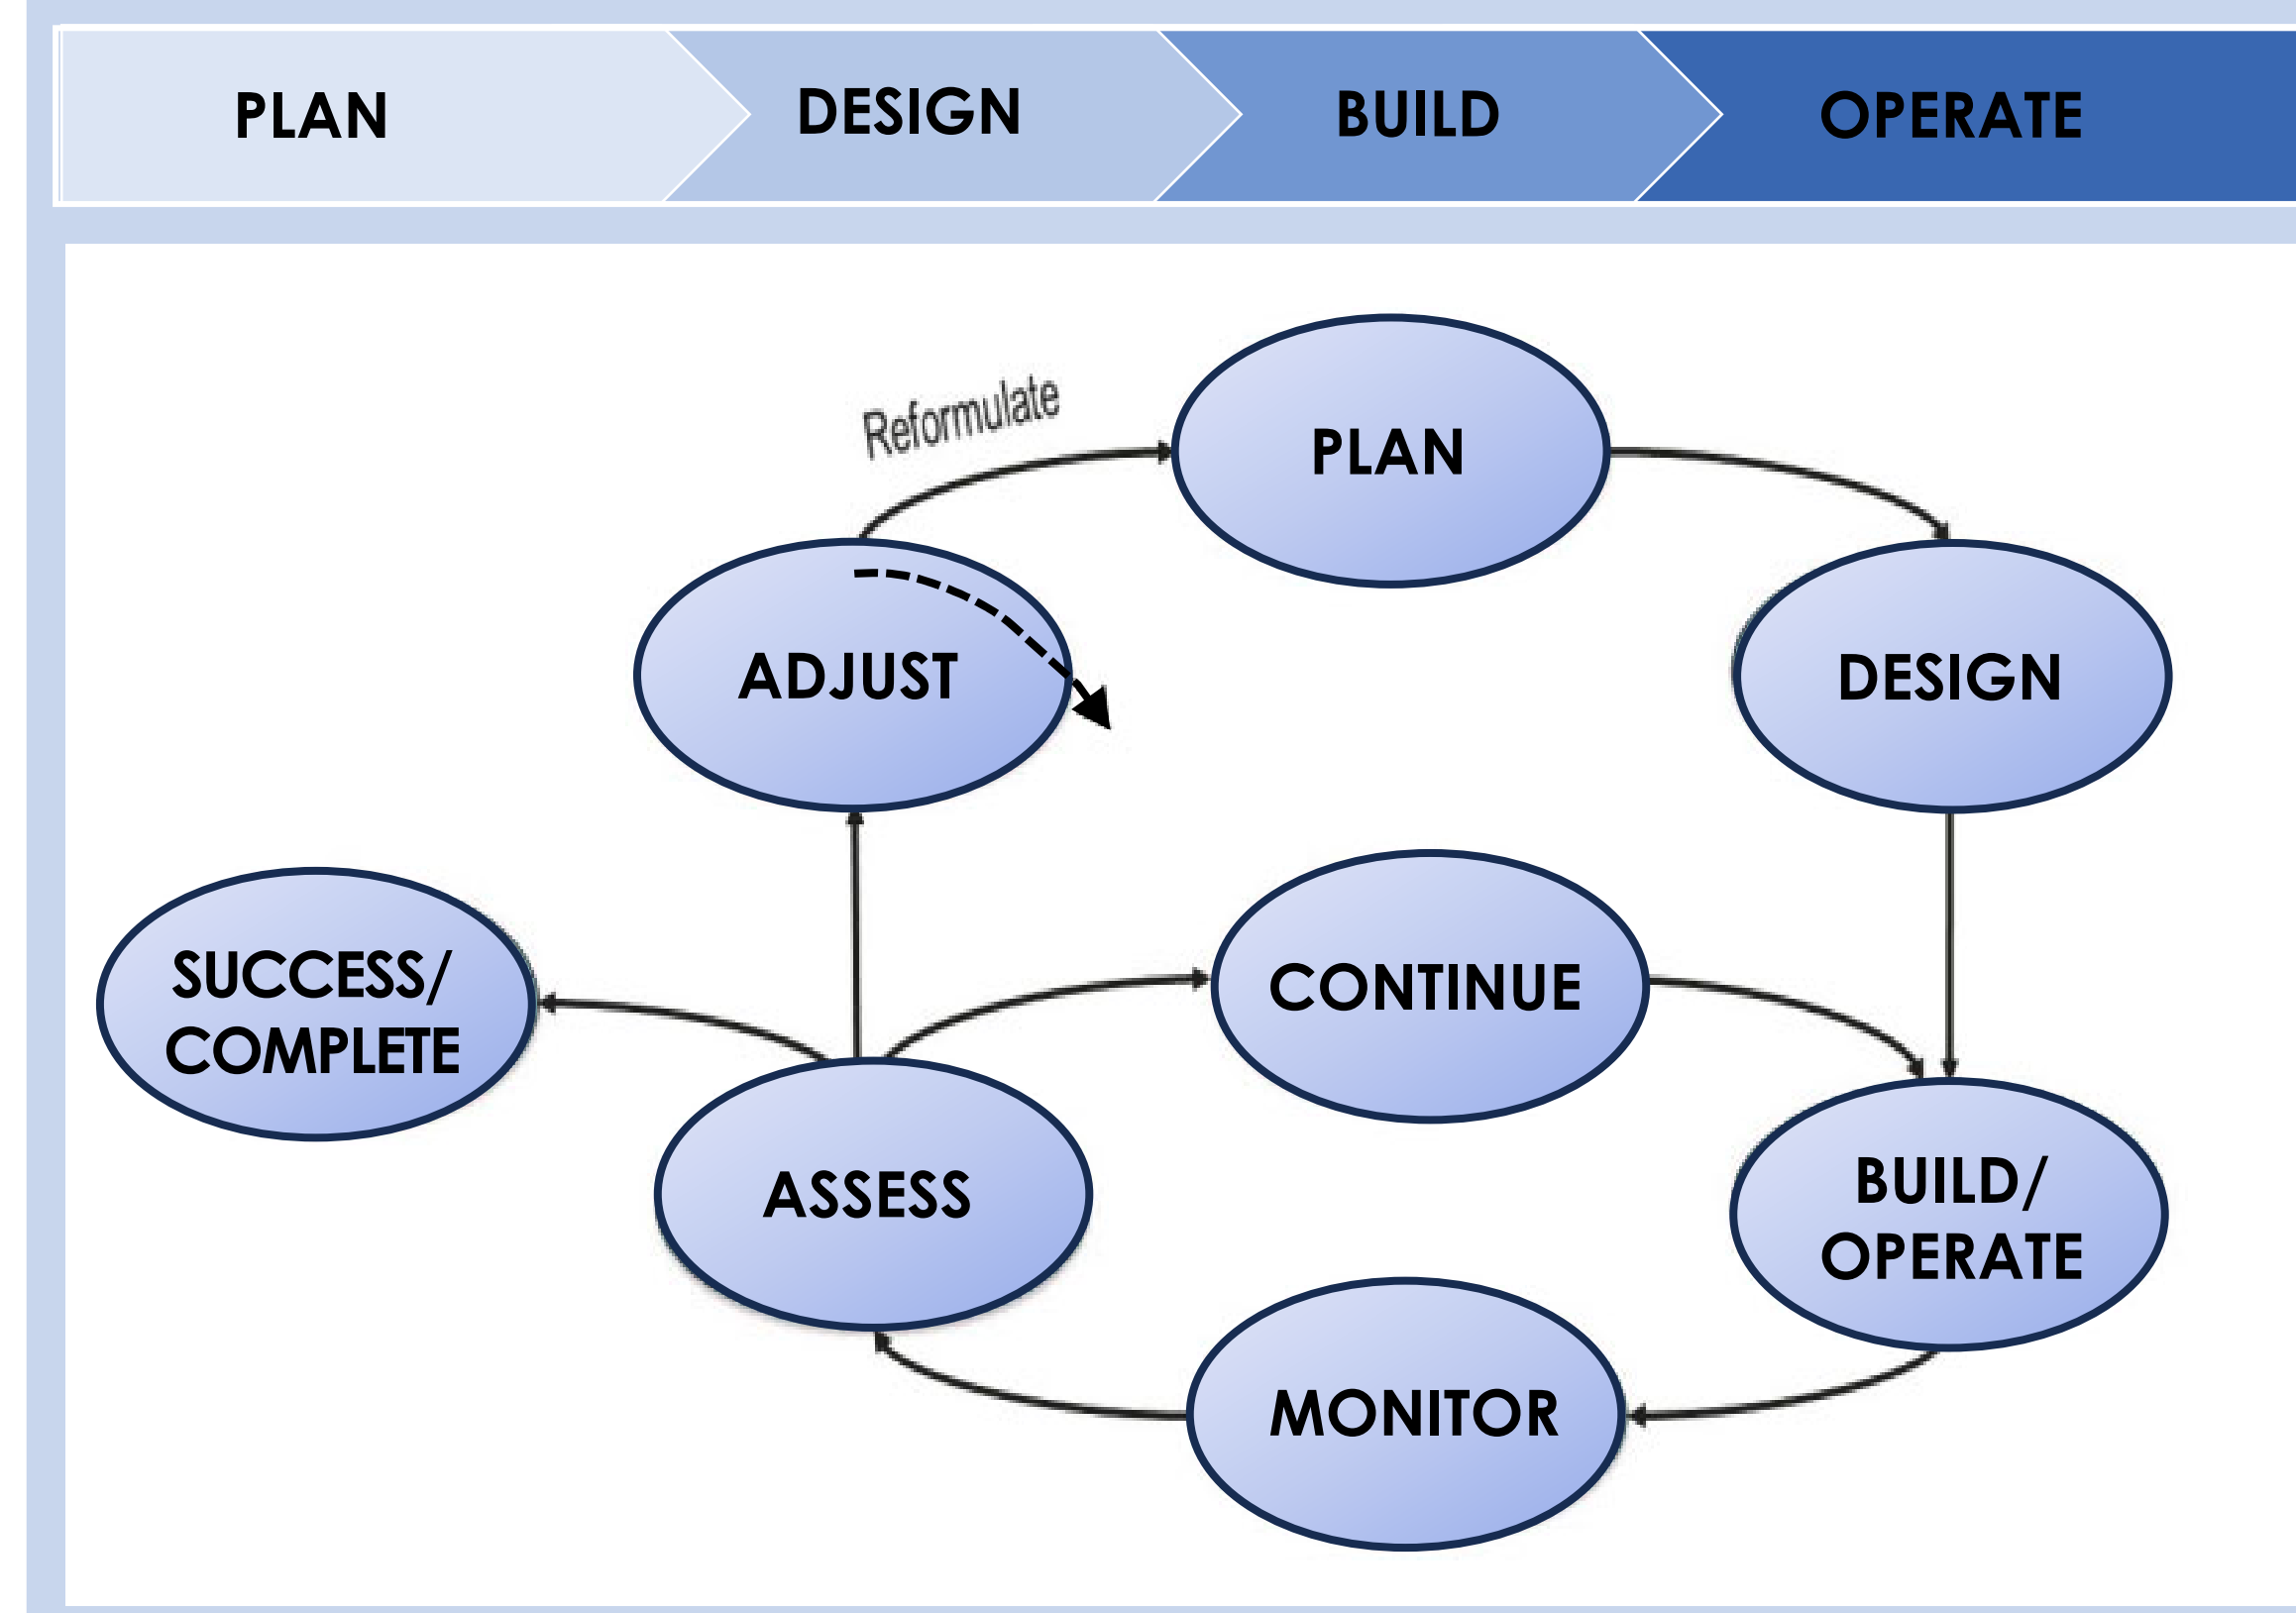 PLAN
DESIGN
BUILD
OPERATE
Reformulate
PLAN
ADJUST
DESIGN
SUCCESS/
COMPLETE
CONTINUE
ASSESS
BUILD/
OPERATE
MONITOR